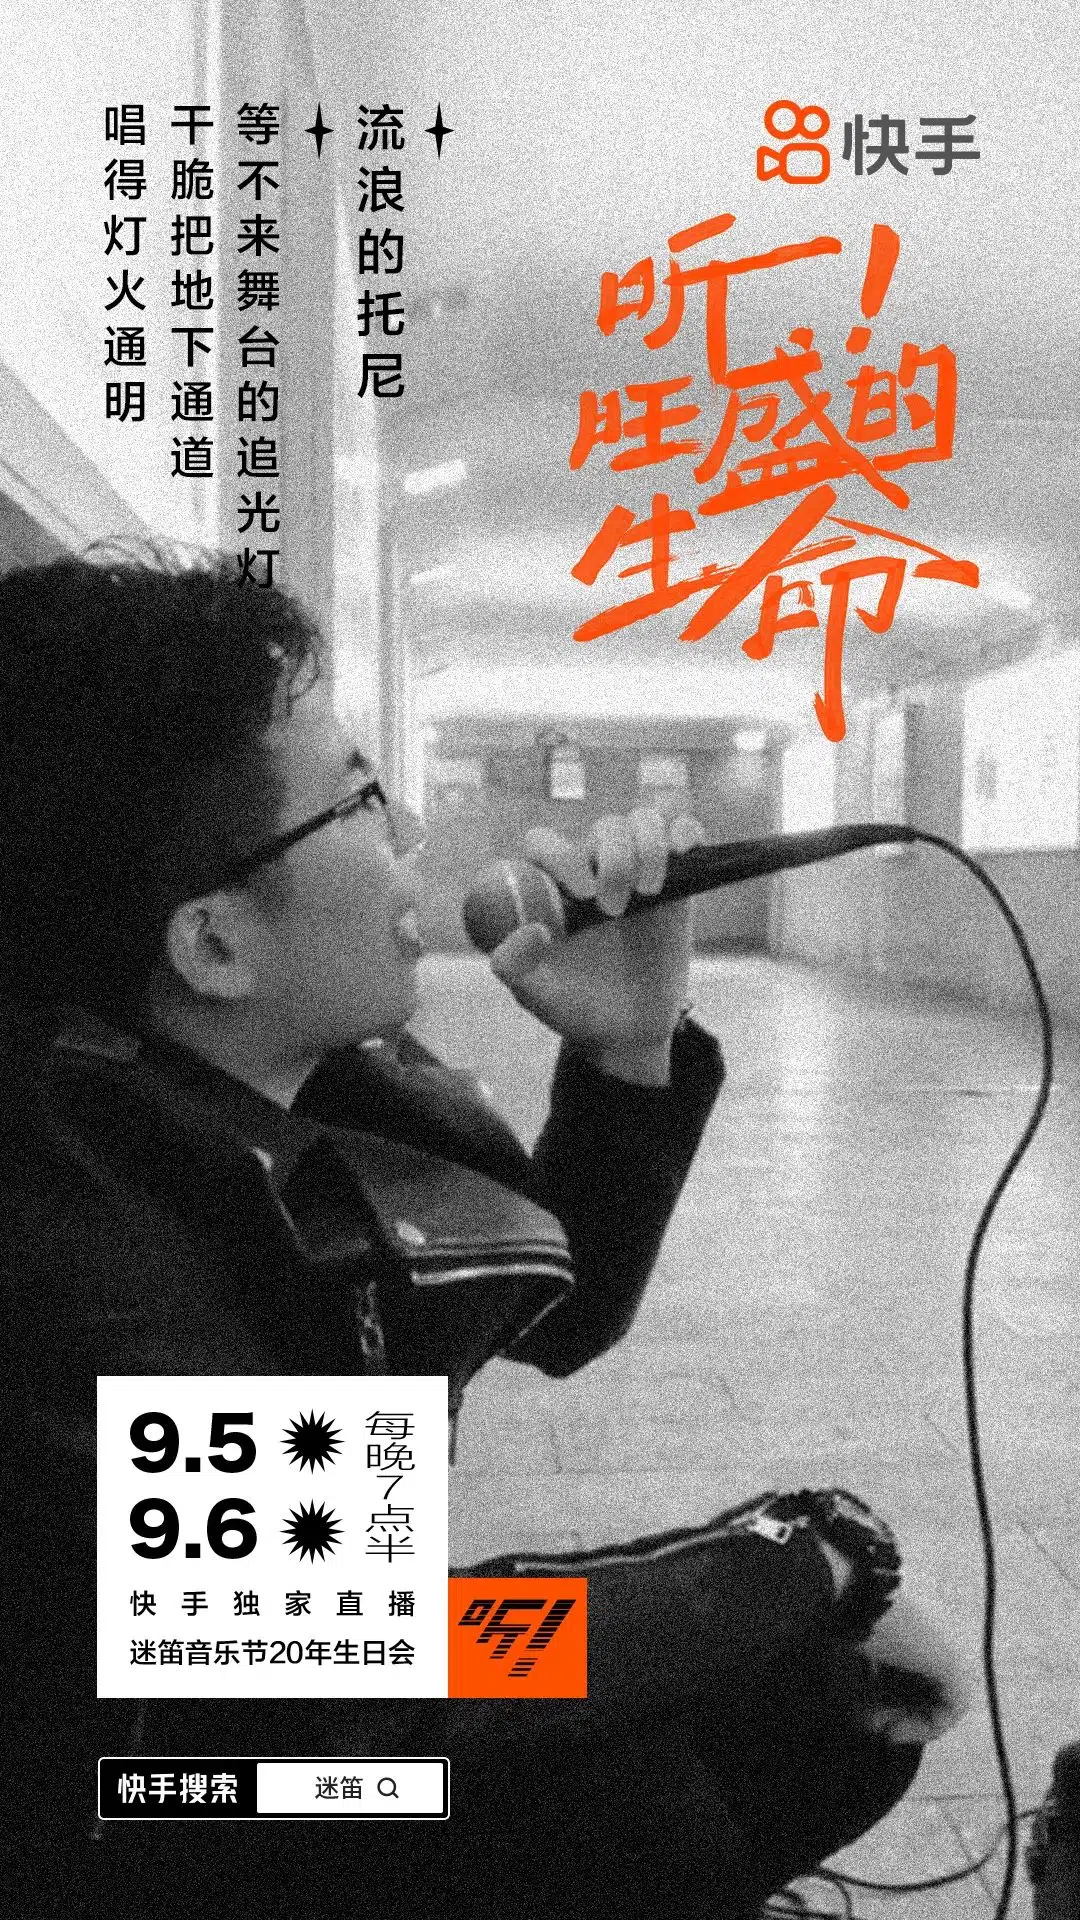 快手
听!
旺盛的
生命
流浪的托尼
等不来舞台的追光灯
干脆把地下通道
唱得灯火通明
9.5
9.6
每晚7点半
快手独家直播
迷笛音乐节20年生日会
听!
快手搜索
迷笛